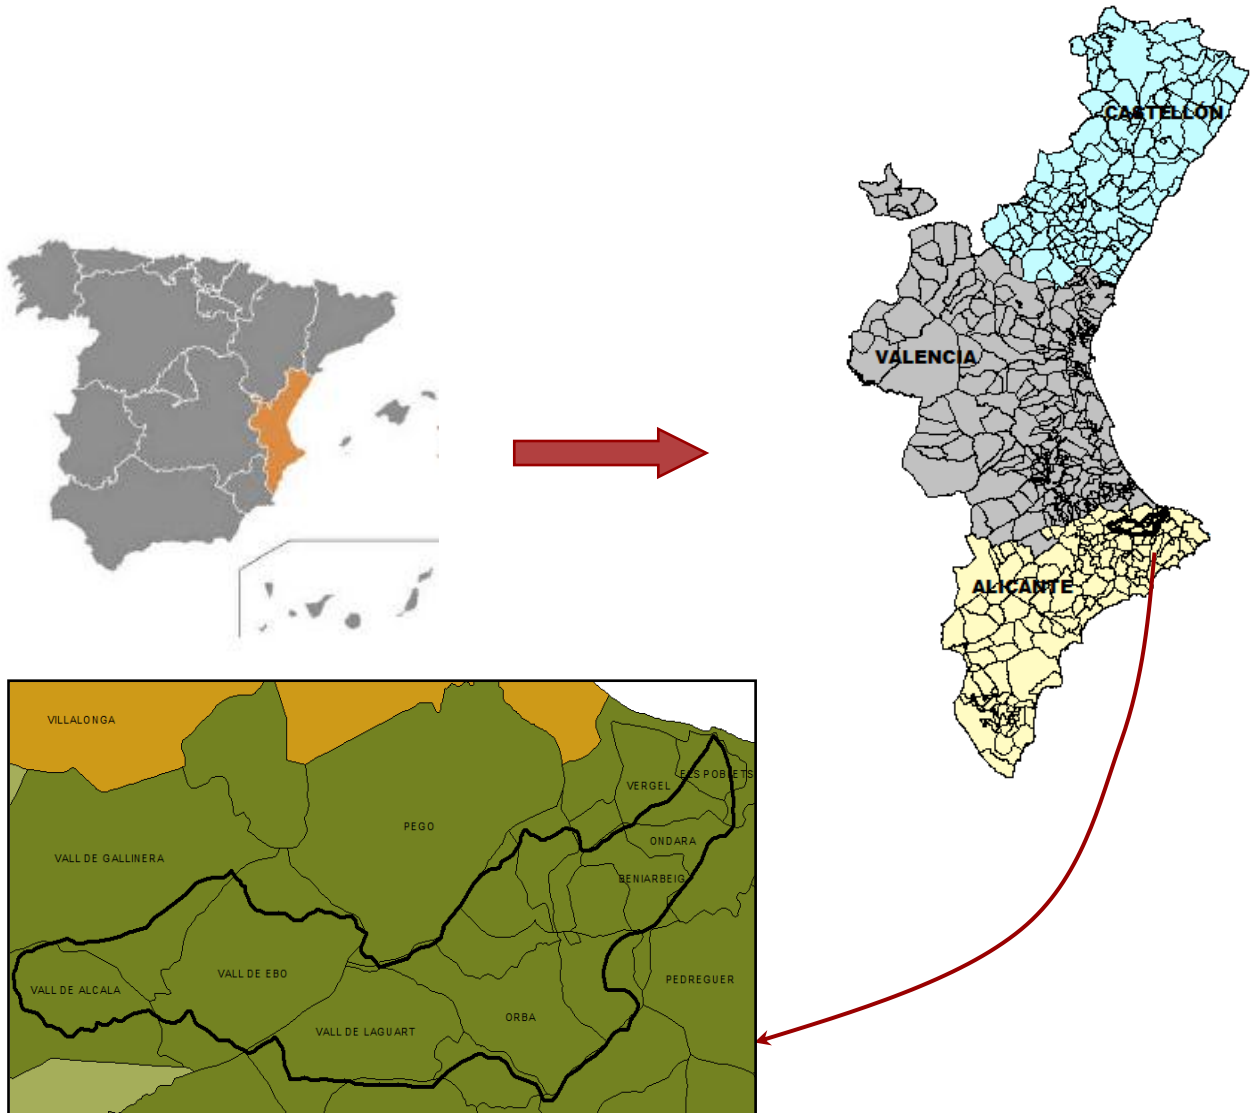 CASTELLÓN
VALENCIA
ALICANTE
VILLALONGA
ELS POBLETS
VERGEL
PEGO
ONDARA
VALL DE GALLINERA
BENIARBEIG
VALL DE EBO
PEDREGUER
VALL DE ALCALA
ORBA
VALL DE LAGUART